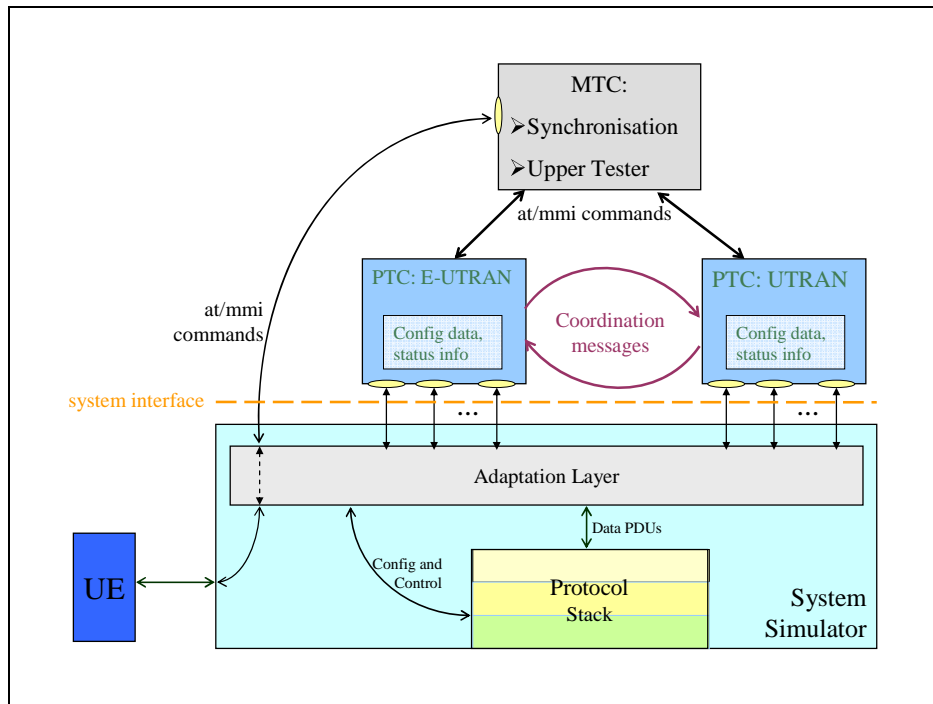 MTC:
➢Synchronisation
➢Upper Tester
at/mmi commands
PTC: E-UTRAN
PTC: UTRAN
at/mmi
commands
Config data,
status info
Coordination
messages
Config data,
status info
system interface
...
...
Adaptation Layer
Data PDUs
UE
Config and
Control
Protocol
Stack
System
Simulator